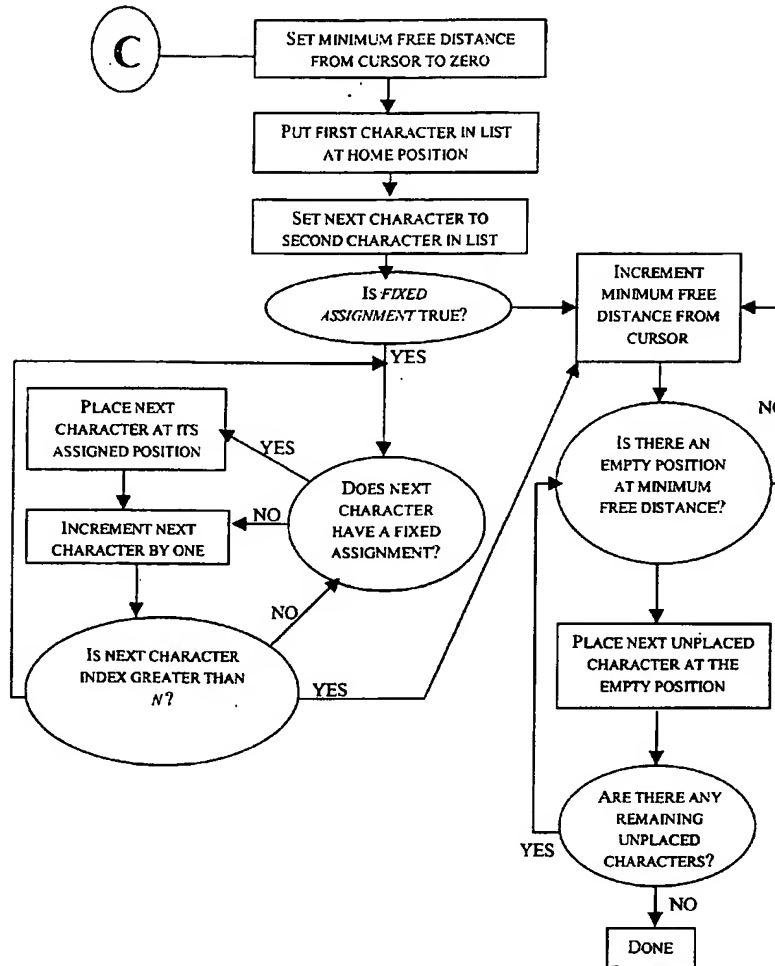 C
SET MINIMUM FREE DISTANCE
FROM CURSOR TO ZERO
PUT FIRST CHARACTER IN LIST
AT HOME POSITION
SET NEXT CHARACTER TO
SECOND CHARACTER IN LIST
IS FIXED
ASSIGNMENT TRUE?
YES
INCREMENT
MINIMUM FREE
DISTANCE FROM
CURSOR
PLACE NEXT
CHARACTER AT ITS
ASSIGNED POSITION
YES
DOES NEXT
CHARACTER
HAVE A FIXED
ASSIGNMENT?
NO
INCREMENT NEXT
CHARACTER BY ONE
NO
IS NEXT CHARACTER
INDEX GREATER THAN
N?
YES
NO
IS THERE AN
EMPTY POSITION
AT MINIMUM
FREE DISTANCE?
PLACE NEXT UNPLACED
CHARACTER AT THE
EMPTY POSITION
ARE THERE ANY
REMAINING
UNPLACED
CHARACTERS?
YES
NO
DONE